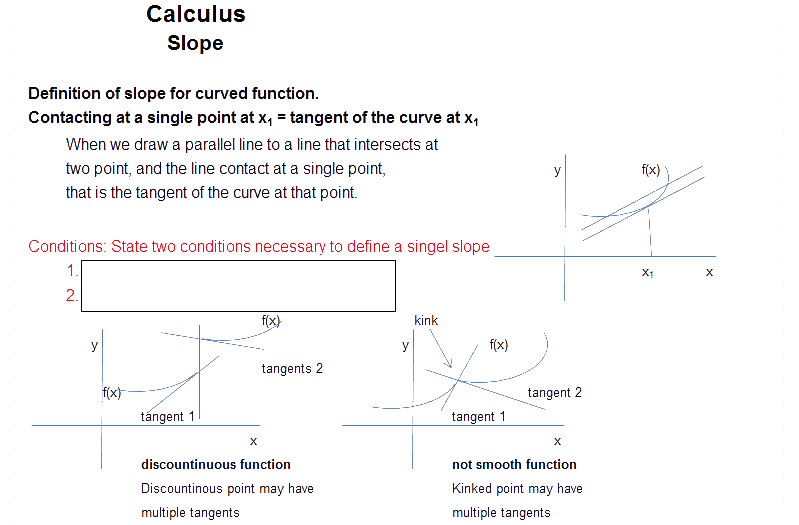 Calculus
Slope
Definition of slope for curved function.
Contacting at a single point at x₁ = tangent of the curve at x₁
When we draw a parallel line to a line that intersects at
two point, and the line contact at a single point,
that is the tangent of the curve at that point.
y
f(x)
x₁
x
Conditions: State two conditions necessary to define a singel slope
1.
2.
f(x)
y
tangents 2
f(x)
tangent 1
x
discountinuous function
Discountinous point may have
multiple tangents
kink
y
f(x)
tangent 2
tangent 1
x
not smooth function
Kinked point may have
multiple tangents